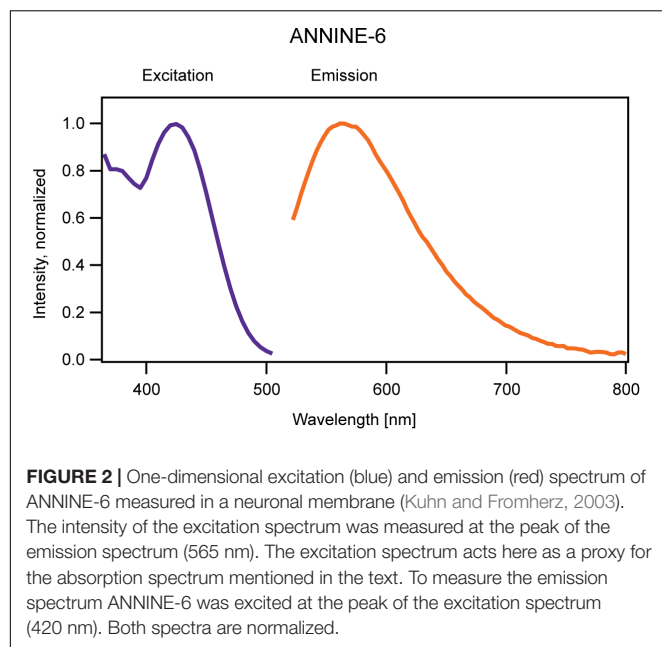 ANNINE-6
Excitation Emission
1.0
0.8
0.6
0.4
0.2
0.0
Intensity, normalized
400 500 600 700 800
Wavelength [nm]
FIGURE 2 | One-dimensional excitation (blue) and emission (red) spectrum of
ANNINE-6 measured in a neuronal membrane (Kuhn and Fromherz, 2003).
The intensity of the excitation spectrum was measured at the peak of the
emission spectrum (565 nm). The excitation spectrum acts here as a proxy for
the absorption spectrum mentioned in the text. To measure the emission
spectrum ANNINE-6 was excited at the peak of the excitation spectrum
(420 nm). Both spectra are normalized.